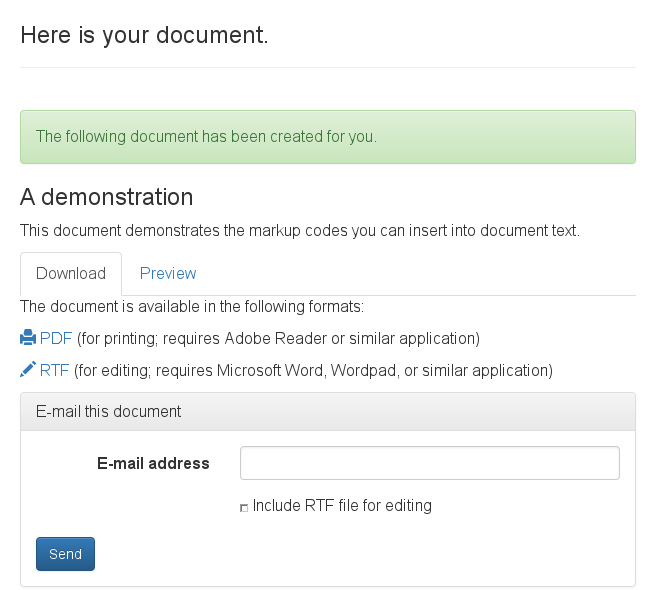 Here is your document.
The following document has been created for you.
A demonstration
This document demonstrates the markup codes you can insert into document text.
Download Preview
The document is available in the following formats:
PDF (for printing; requires Adobe Reader or similar application)
RTF (for editing; requires Microsoft Word, Wordpad, or similar application)
E-mail this document
E-mail address
Include RTF file for editing
Send